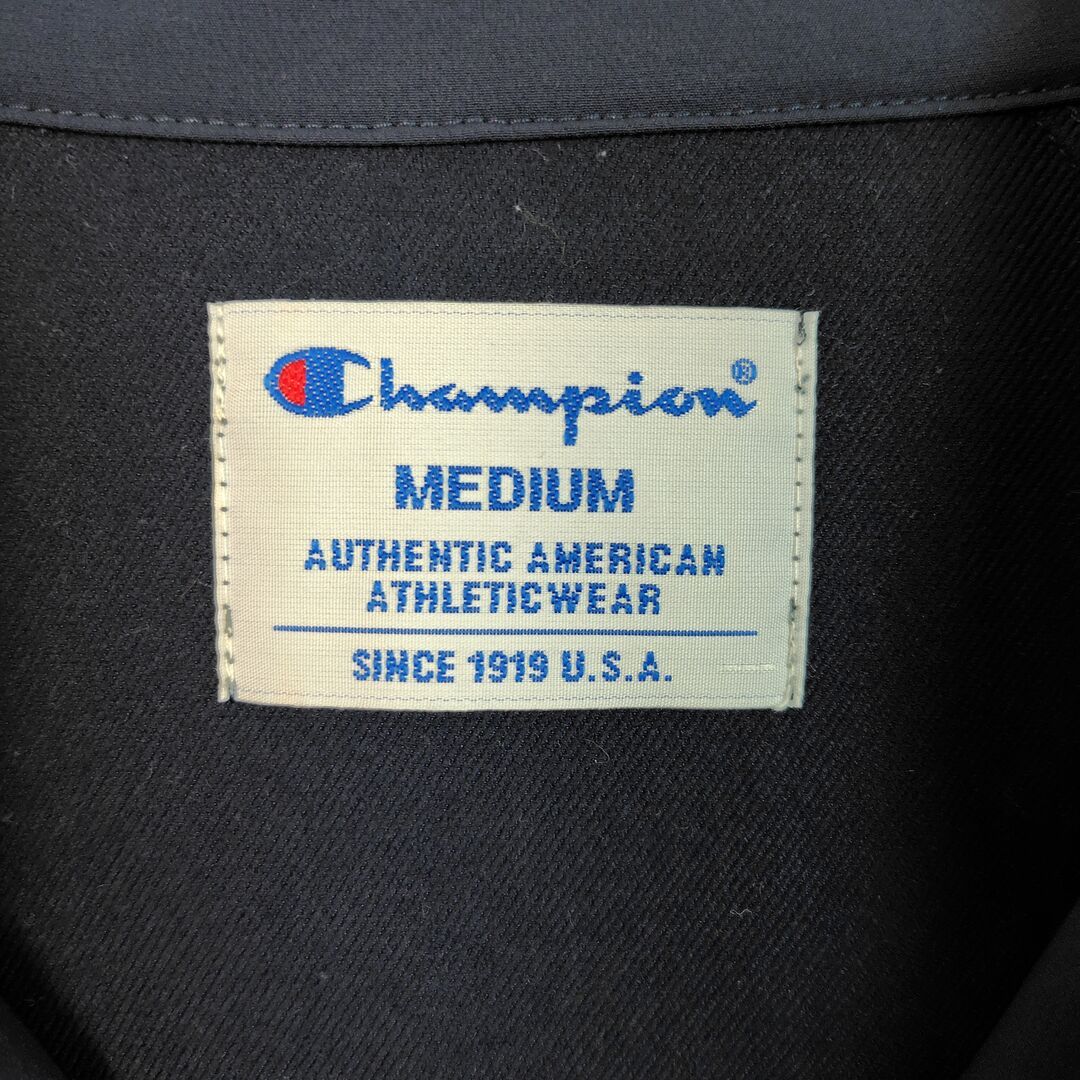 Champion®
MEDIUM
AUTHENTIC AMERICAN
ATHLETICWEAR
SINCE 1919 U.S.A.